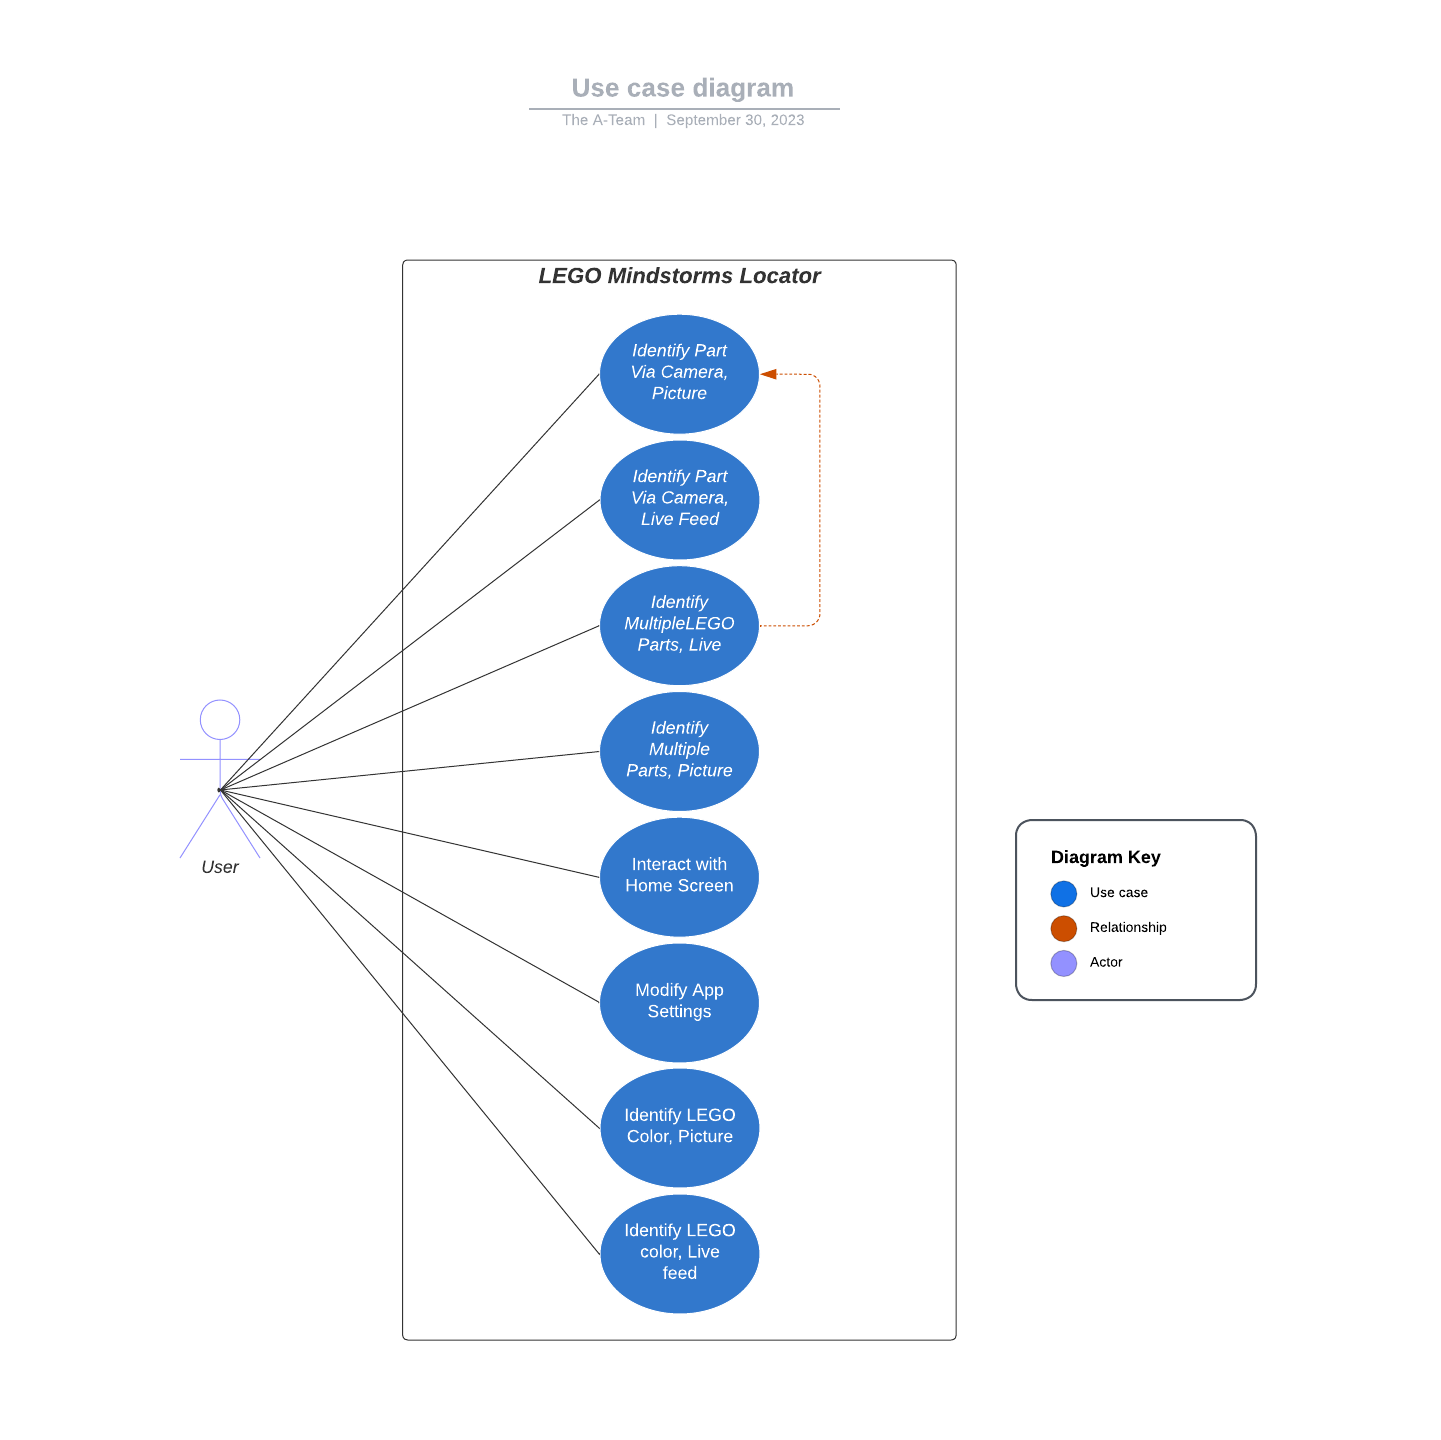 Use case diagram
The A-Team | September 30, 2023
LEGO Mindstorms Locator
Identify Part
Via Camera,
Picture
Identify Part
Via Camera,
Live Feed
Identify
MultipleLEGO
Parts, Live
Identify
Multiple
Parts, Picture
Interact with
Home Screen
Modify App
Settings
Identify LEGO
Color, Picture
Identify LEGO
color, Live
feed
User
Diagram Key
Use case
Relationship
Actor